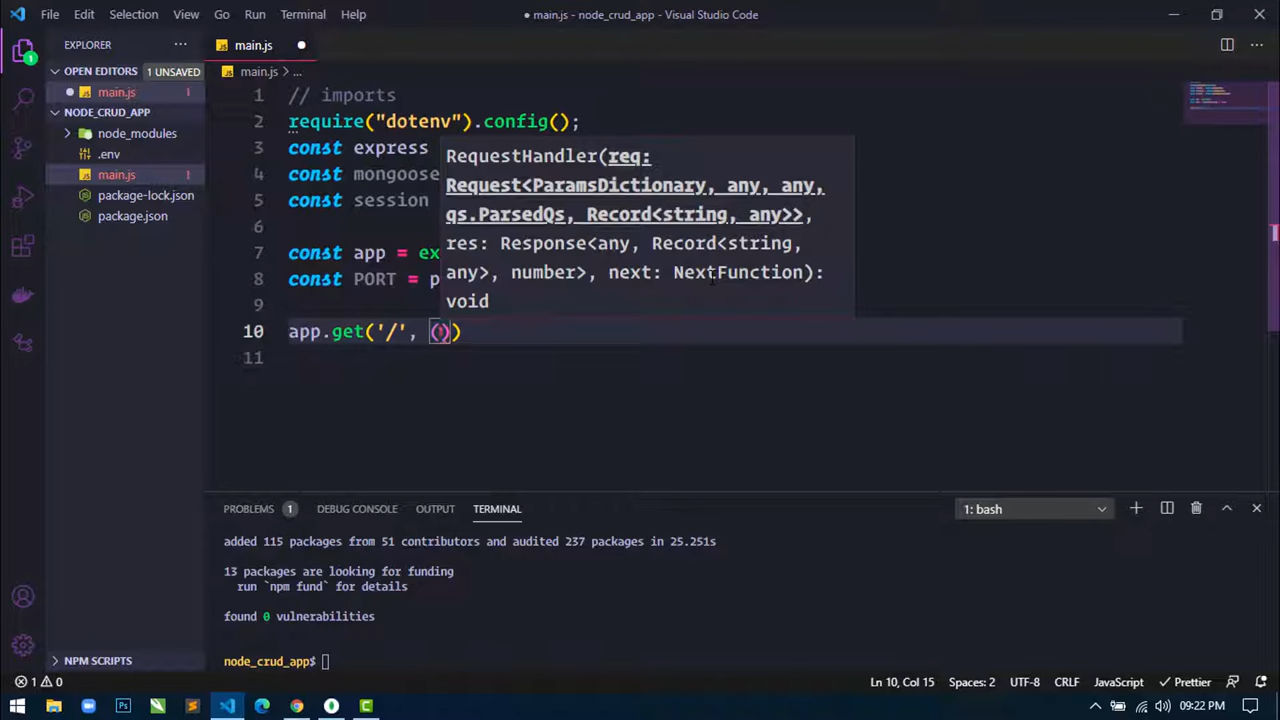 File Edit Selection View Go Run Terminal Help
● main.js - node_crud_app - Visual Studio Code
EXPLORER
OPEN EDITORS 1 UNSAVED
main.js 1
NODE_CRUD_APP
node_modules
.env
main.js 1
package-lock.json
package.json
NPM SCRIPTS
1
main.js
main.js > ...
1 // imports
2 require("dotenv").config();
3 const express
4 const mongoose
5 const session
6
7 const app = ex
8 const PORT = p
9
10 app.get('/', ())
11
RequestHandler(req:
Request<ParamsDictionary, any, any,
qs.ParsedQs, Record<string, any>>,
res: Response<any, Record<string,
any>, number>, next: NextFunction):
void
PROBLEMS 1 DEBUG CONSOLE OUTPUT TERMINAL
1: bash
added 115 packages from 51 contributors and audited 237 packages in 25.251s
13 packages are looking for funding
run `npm fund` for details
found 0 vulnerabilities
node_crud_app$
1 0
Ln 10, Col 15 Spaces: 2 UTF-8 CRLF JavaScript Prettier
09:22 PM